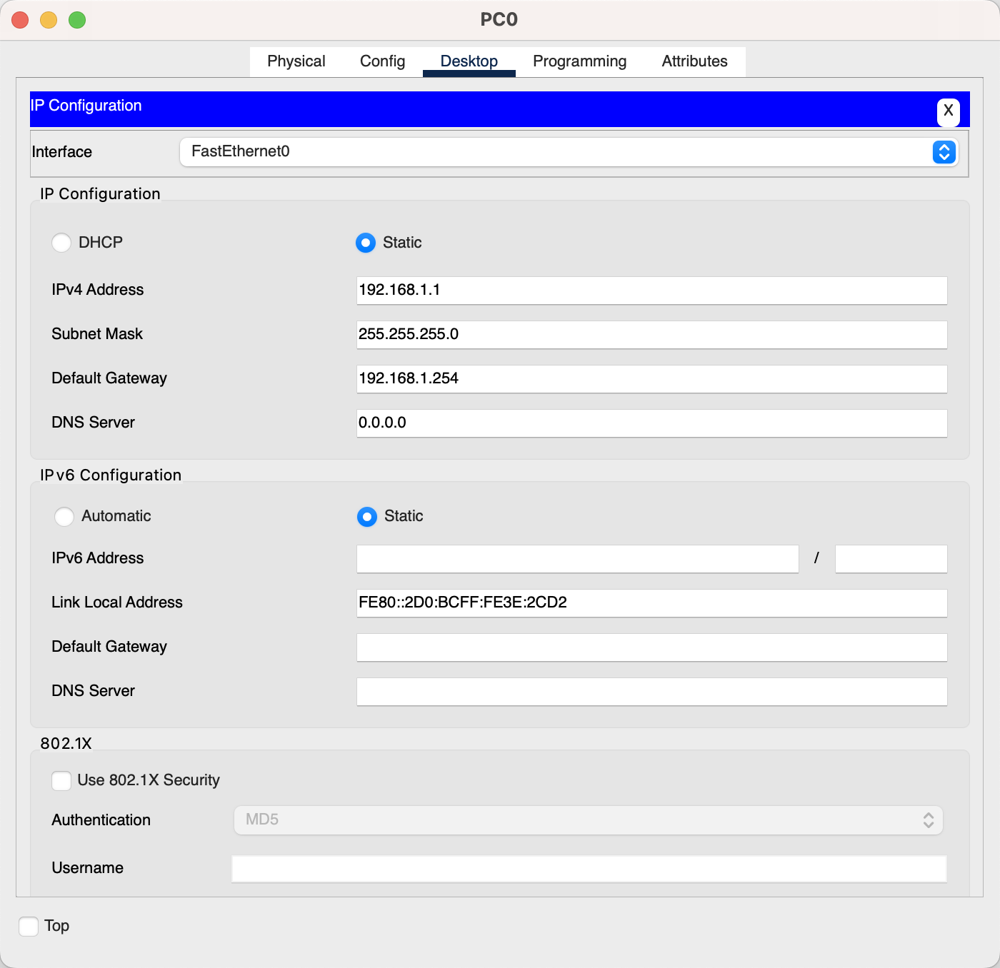 PC0
Physical Config Desktop Programming Attributes
IP Configuration
X
Interface FastEthernet0
IP Configuration
DHCP Static
IPv4 Address 192.168.1.1
Subnet Mask 255.255.255.0
Default Gateway 192.168.1.254
DNS Server 0.0.0.0
IPv6 Configuration
Automatic Static
IPv6 Address /
Link Local Address FE80::2D0:BCFF:FE3E:2CD2
Default Gateway
DNS Server
802.1X
Use 802.1X Security
Authentication MD5
Username
Top